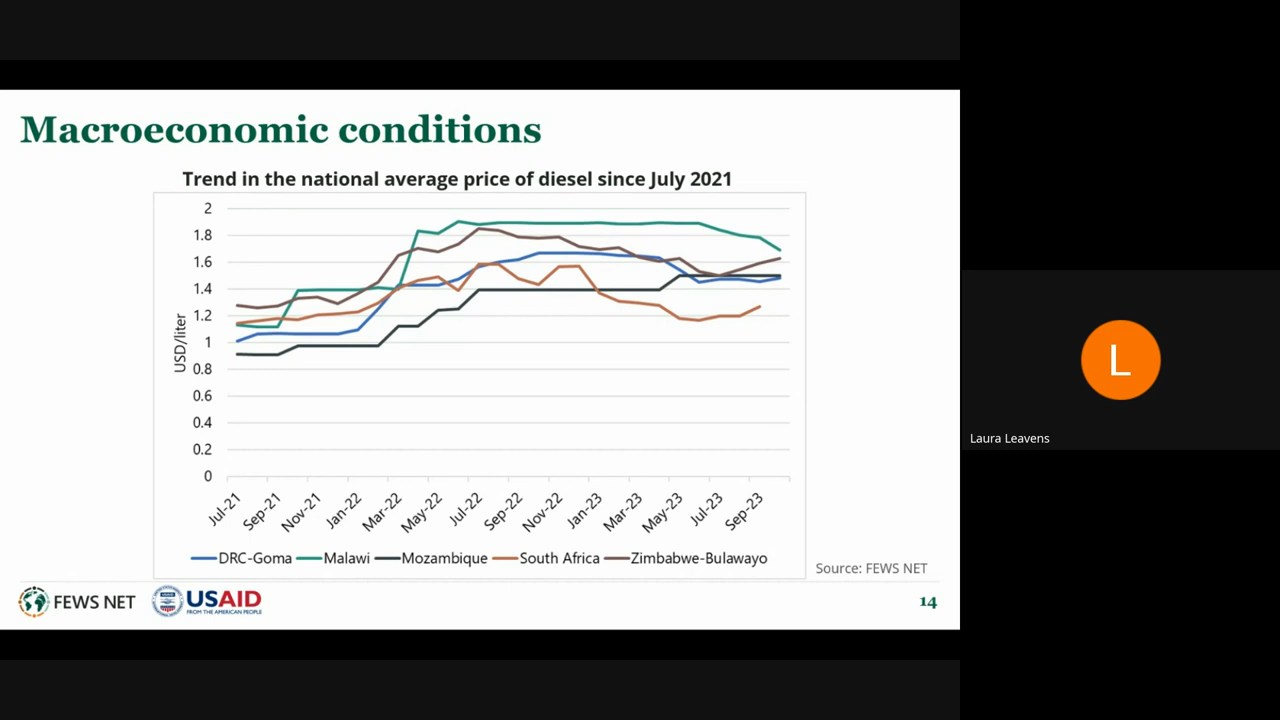 Macroeconomic conditions
Trend in the national average price of diesel since July 2021
USD/liter
2
1.8
1.6
1.4
1.2
1
0.8
0.6
0.4
0.2
0
Jul-21 Sep-21 Nov-21 Jan-22 Mar-22 May-22 Jul-22 Sep-22 Nov-22 Jan-23 Mar-23 May-23 Jul-23 Sep-23
DRC-Goma Malawi Mozambique South Africa Zimbabwe-Bulawayo
Source: FEWS NET
FEWS NET
USAID
FROM THE AMERICAN PEOPLE
14
L
Laura Leavens